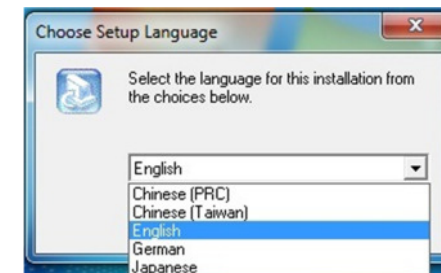 Choose Setup Language
Select the language for this installation from
the choices below.
English
Chinese (PRC)
Chinese (Taiwan)
English
German
Japanese